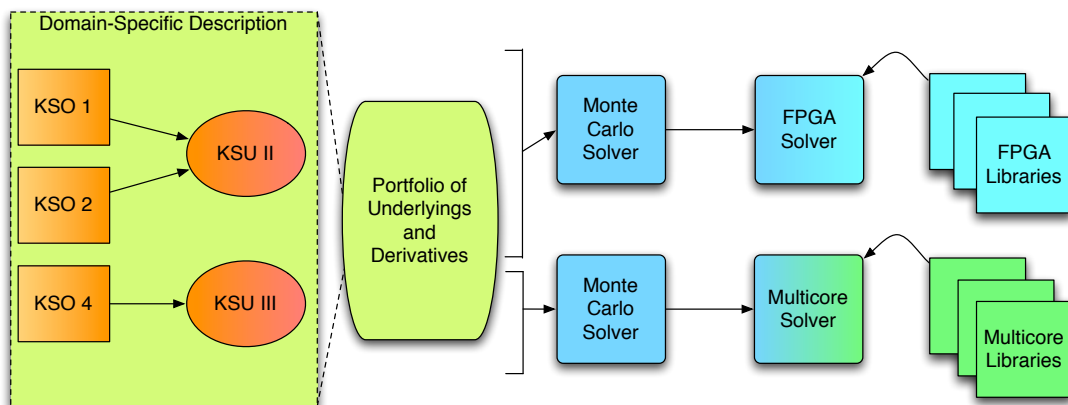 Domain-Specific Description
KSO 1
KSU II
KSO 2
KSO 4
KSU III
Portfolio of
Underlyings
and
Derivatives
Monte
Carlo
Solver
FPGA
Solver
FPGA
Libraries
Monte
Carlo
Solver
Multicore
Solver
Multicore
Libraries